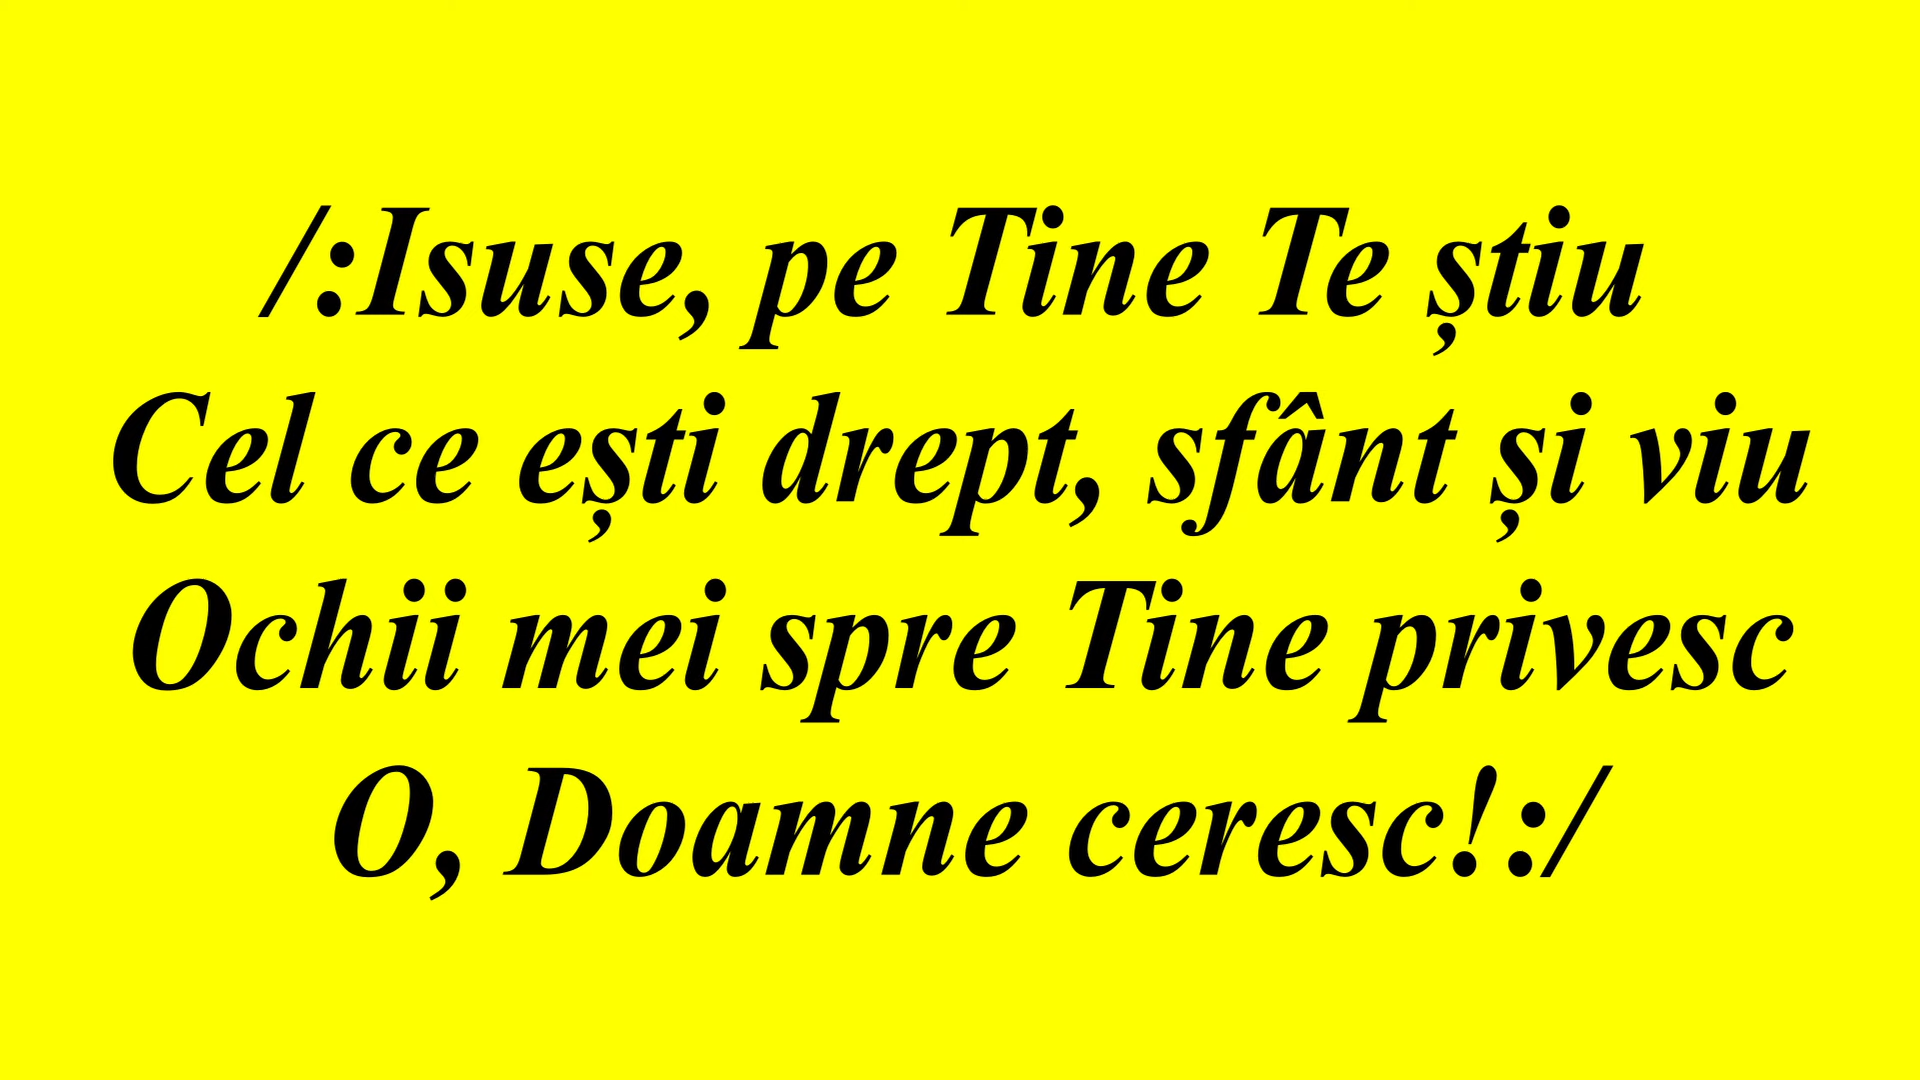 /:Isuse, pe Tine Te știu
Cel ce ești drept, sfânt și viu
Ochii mei spre Tine privesc
O, Doamne ceresc!:/